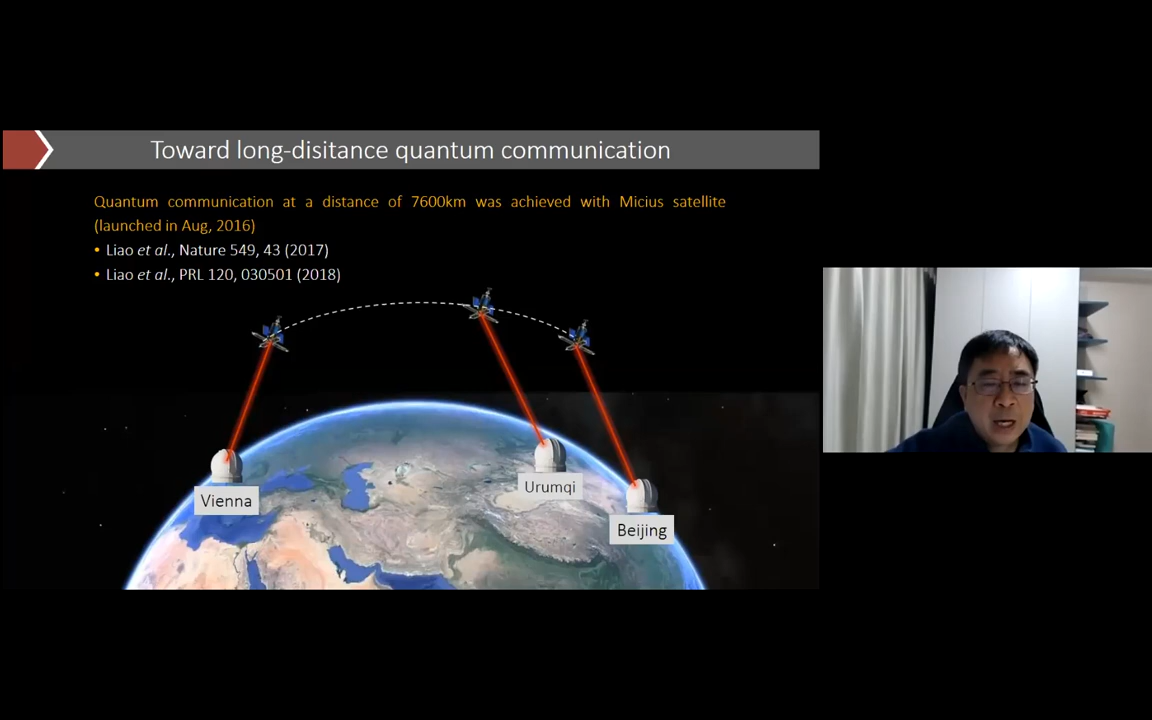 Toward long-disitance quantum communication
Quantum communication at a distance of 7600km was achieved with Micius satellite
(launched in Aug, 2016)
• Liao et al., Nature 549, 43 (2017)
• Liao et al., PRL 120, 030501 (2018)
Vienna
Urumqi
Beijing